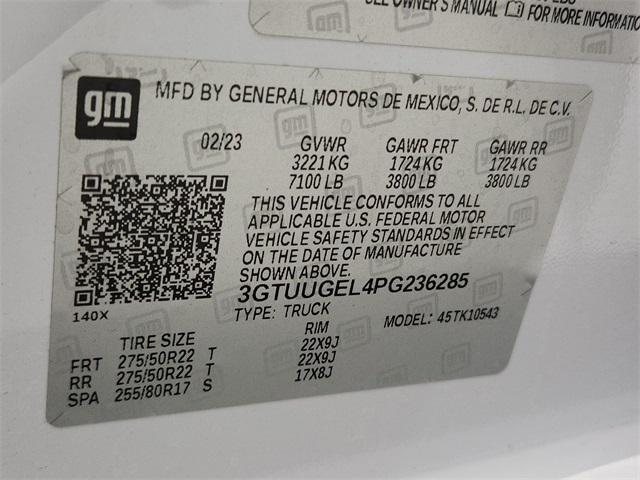 SEE OWNER'S MANUAL FOR MORE INFORMATION
gm
MFD BY GENERAL MOTORS DE MEXICO, S. DE R.L. DE C.V.
02/23 GVWR GAWR FRT GAWR RR
3221 KG 1724 KG 1724 KG
7100 LB 3800 LB 3800 LB
THIS VEHICLE CONFORMS TO ALL
APPLICABLE U.S. FEDERAL MOTOR
VEHICLE SAFETY STANDARDS IN EFFECT
ON THE DATE OF MANUFACTURE
SHOWN ABOVE.
3GTUUGEL4PG236285
140X
TYPE: TRUCK MODEL: 45TK10543
TIRE SIZE RIM
FRT 275/50R22 T 22X9J
RR 275/50R22 T 22X9J
SPA 255/80R17 S 17X8J